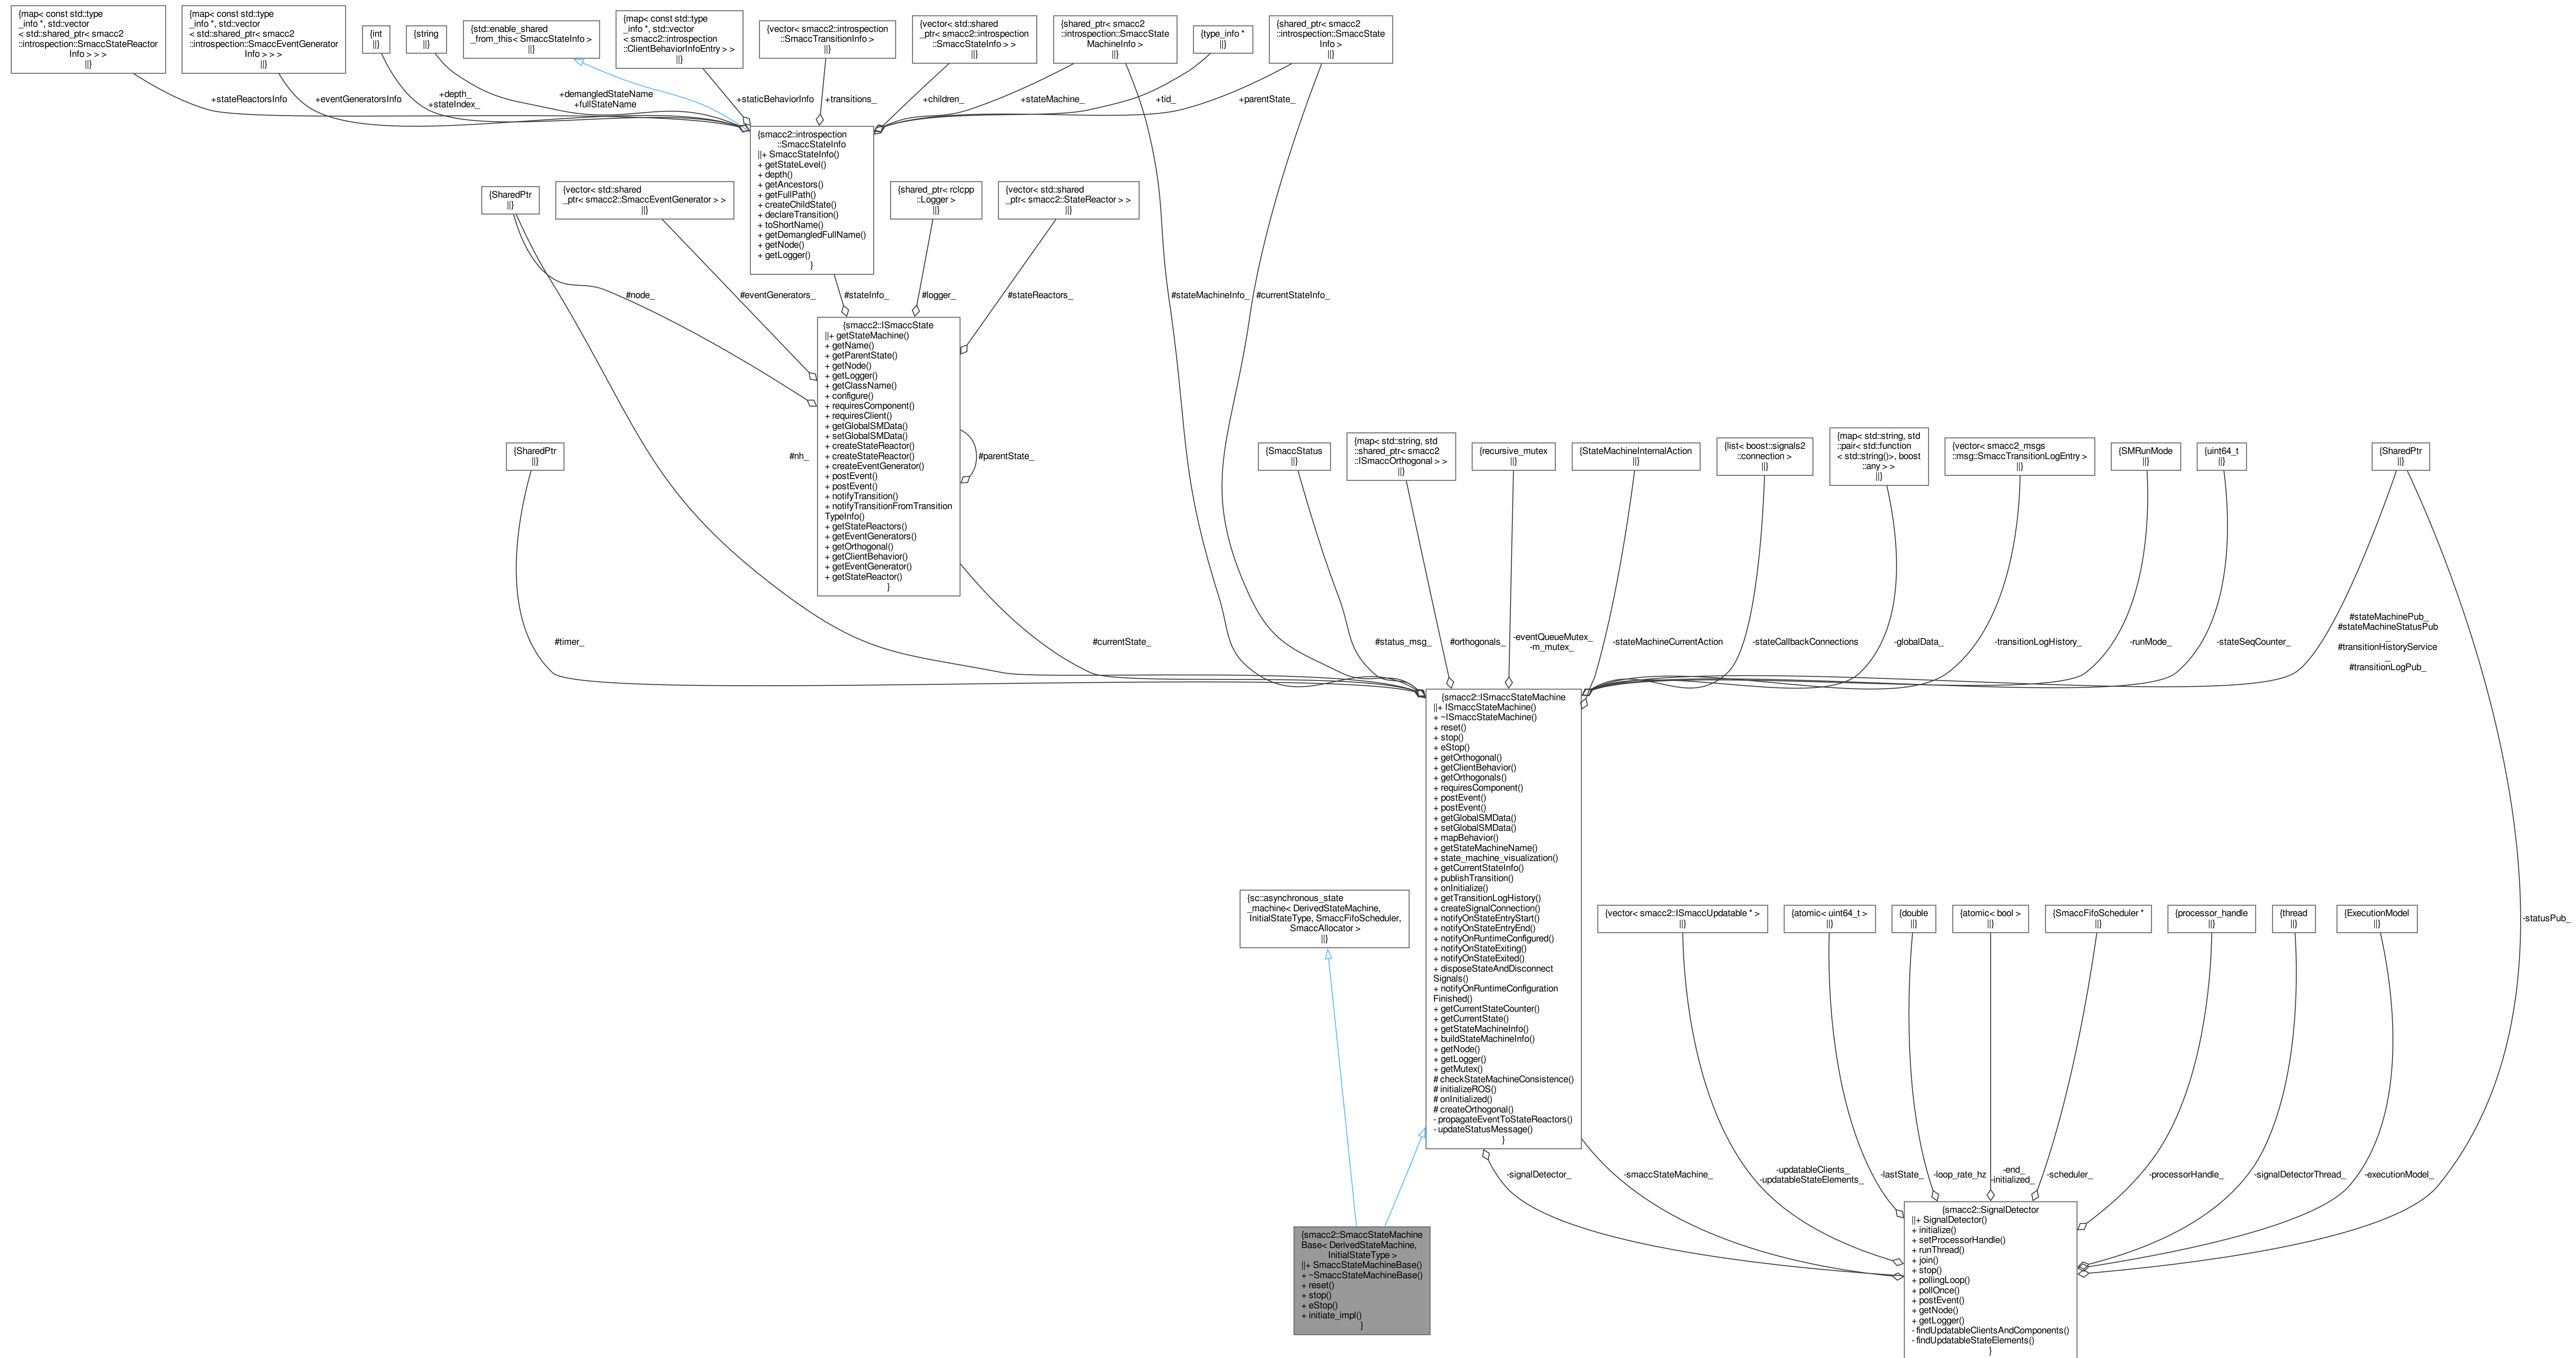 {map< const std::type
_info *, std::vector
< std::shared_ptr< smacc2
::introspection::SmaccStateReactor
Info > > >
||}
{map< const std::type
_info *, std::vector
< std::shared_ptr< smacc2
::introspection::SmaccEventGenerator
Info > > >
||}
{int
||}
{string
||}
{std::enable_shared
_from_this< SmaccStateInfo >
||}
{map< const std::type
_info *, std::vector
< smacc2::introspection
::ClientBehaviorInfoEntry > >
||}
{vector< smacc2::introspection
::SmaccTransitionInfo >
||}
{vector< std::shared
_ptr< smacc2::introspection
::SmaccStateInfo > >
||}
{shared_ptr< smacc2
::introspection::SmaccState
MachineInfo >
||}
{type_info *
||}
{shared_ptr< smacc2
::introspection::SmaccState
Info >
||}
+stateReactorsInfo
+eventGeneratorsInfo
+depth_
+stateIndex_
+demangledStateName
+fullStateName
+staticBehaviorInfo
+transitions_
+children_
+stateMachine_
+tid_
+parentState_
{smacc2::introspection
::SmaccStateInfo
||+ SmaccStateInfo()
+ getStateLevel()
+ depth()
+ getAncestors()
+ getFullPath()
+ createChildState()
+ declareTransition()
+ toShortName()
+ getDemangledFullName()
+ getNode()
+ getLogger()
}
{SharedPtr
||}
{vector< std::shared
_ptr< smacc2::SmaccEventGenerator > >
||}
{shared_ptr< rclcpp
::Logger >
||}
{vector< std::shared
_ptr< smacc2::StateReactor > >
||}
#node_
#eventGenerators_
#stateInfo_
#logger_
#stateReactors_
#stateMachineInfo_
#currentStateInfo_
{smacc2::ISmaccState
||+ getStateMachine()
+ getName()
+ getParentState()
+ getNode()
+ getLogger()
+ getClassName()
+ configure()
+ requiresComponent()
+ requiresClient()
+ getGlobalSMData()
+ setGlobalSMData()
+ createStateReactor()
+ createStateReactor()
+ createEventGenerator()
+ postEvent()
+ postEvent()
+ notifyTransition()
+ notifyTransitionFromTransition
TypeInfo()
+ getStateReactors()
+ getEventGenerators()
+ getOrthogonal()
+ getClientBehavior()
+ getEventGenerator()
+ getStateReactor()
}
#nh_
#parentState_
{SharedPtr
||}
{SmaccStatus
||}
{map< std::string, std
::shared_ptr< smacc2
::ISmaccOrthogonal > >
||}
{recursive_mutex
||}
{StateMachineInternalAction
||}
{list< boost::signals2
::connection >
||}
{map< std::string, std
::pair< std::function
< std::string()>, boost
::any > >
||}
{vector< smacc2_msgs
::msg::SmaccTransitionLogEntry >
||}
{SMRunMode
||}
{uint64_t
||}
{SharedPtr
||}
#timer_
#currentState_
#status_msg_
#orthogonals_
-eventQueueMutex_
-m_mutex_
-stateMachineCurrentAction
-stateCallbackConnections
-globalData_
-transitionLogHistory_
-runMode_
-stateSeqCounter_
#stateMachinePub_
#stateMachineStatusPub
_
#transitionHistoryService
_
#transitionLogPub_
{smacc2::ISmaccStateMachine
||+ ISmaccStateMachine()
+ ~ISmaccStateMachine()
+ reset()
+ stop()
+ eStop()
+ getOrthogonal()
+ getClientBehavior()
+ getOrthogonals()
+ requiresComponent()
+ postEvent()
+ postEvent()
+ getGlobalSMData()
+ setGlobalSMData()
+ mapBehavior()
+ getStateMachineName()
+ state_machine_visualization()
+ getCurrentStateInfo()
+ publishTransition()
+ onInitialize()
+ getTransitionLogHistory()
+ createSignalConnection()
+ notifyOnStateEntryStart()
+ notifyOnStateEntryEnd()
+ notifyOnRuntimeConfigured()
+ notifyOnStateExiting()
+ notifyOnStateExited()
+ disposeStateAndDisconnect
Signals()
+ notifyOnRuntimeConfiguration
Finished()
+ getCurrentStateCounter()
+ getCurrentState()
+ getStateMachineInfo()
+ buildStateMachineInfo()
+ getNode()
+ getLogger()
+ getMutex()
# checkStateMachineConsistence()
# initializeROS()
# onInitialized()
# createOrthogonal()
- propagateEventToStateReactors()
- updateStatusMessage()
}
{sc::asynchronous_state
_machine< DerivedStateMachine,
InitialStateType, SmaccFifoScheduler,
SmaccAllocator >
||}
{vector< smacc2::ISmaccUpdatable * >
||}
{atomic< uint64_t >
||}
{double
||}
{atomic< bool >
||}
{SmaccFifoScheduler *
||}
{processor_handle
||}
{thread
||}
{ExecutionModel
||}
-statusPub_
-signalDetector_
-smaccStateMachine_
-updatableClients_
-updatableStateElements_
-lastState_
-loop_rate_hz
-end_
-initialized_
-scheduler_
-processorHandle_
-signalDetectorThread_
-executionModel_
{smacc2::SmaccStateMachine
Base< DerivedStateMachine,
InitialStateType >
||+ SmaccStateMachineBase()
+ ~SmaccStateMachineBase()
+ reset()
+ stop()
+ eStop()
+ initiate_impl()
}
{smacc2::SignalDetector
||+ SignalDetector()
+ initialize()
+ setProcessorHandle()
+ runThread()
+ join()
+ stop()
+ pollingLoop()
+ pollOnce()
+ postEvent()
+ getNode()
+ getLogger()
- findUpdatableClientsAndComponents()
- findUpdatableStateElements()
}